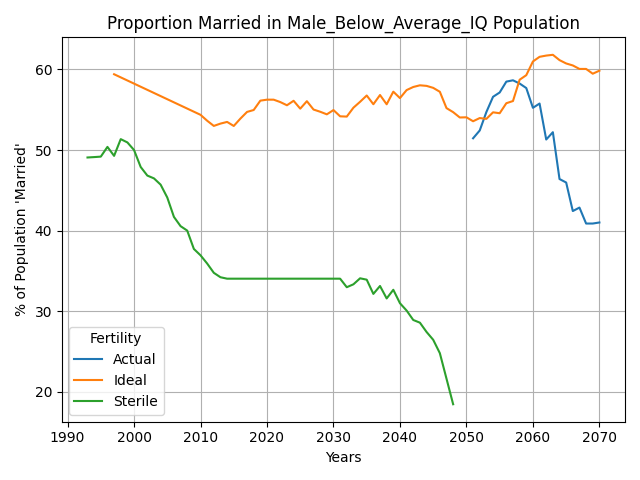 Proportion Married in Male_Below_Average_IQ Population
% of Population 'Married'
60
50
40
30
20
Fertility
Actual
Ideal
Sterile
1990 2000 2010 2020 2030 2040 2050 2060 2070
Years